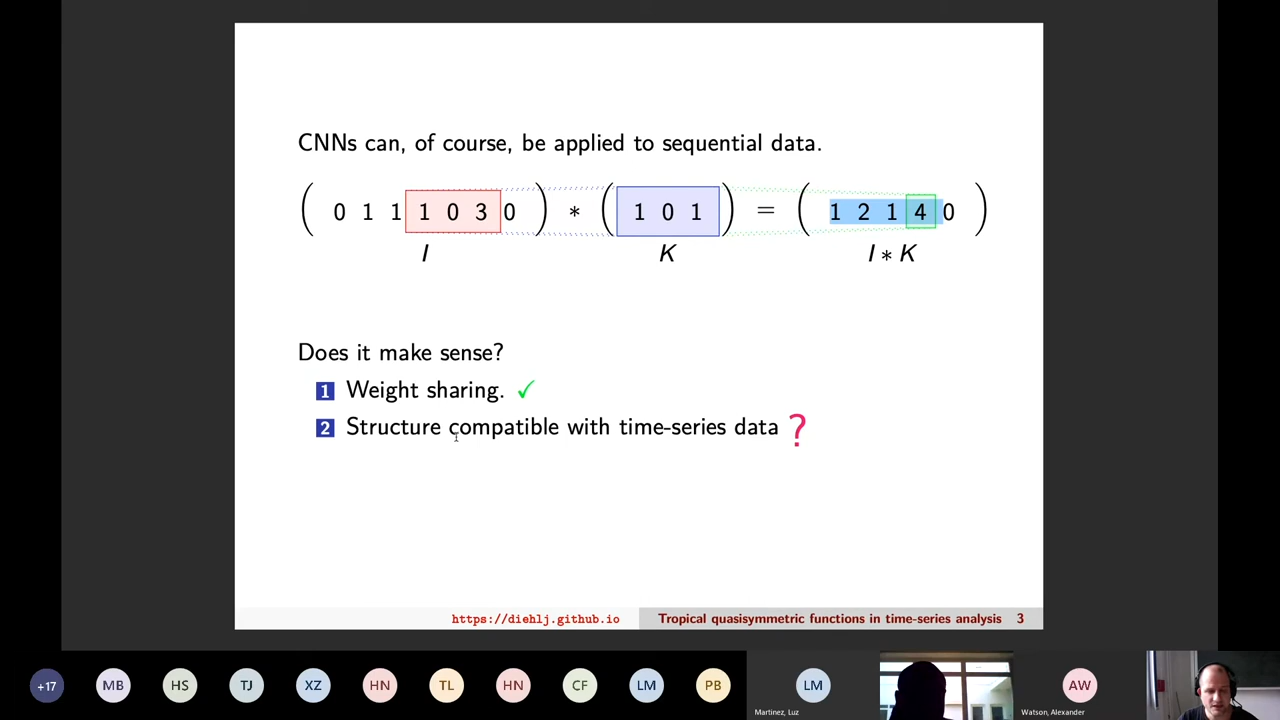 CNNs can, of course, be applied to sequential data.
( 0 1 1 1 0 3 0 ) * ( 1 0 1 ) = ( 1 2 1 4 0 )
I K I * K
Does it make sense?
1 Weight sharing. ✓
2 Structure compatible with time-series data ?
https://diehlj.github.io Tropical quasisymmetric functions in time-series analysis 3
+17 MB HS TJ XZ HN TL HN CF LM PB LM AW
Martinez, Luz Watson, Alexander